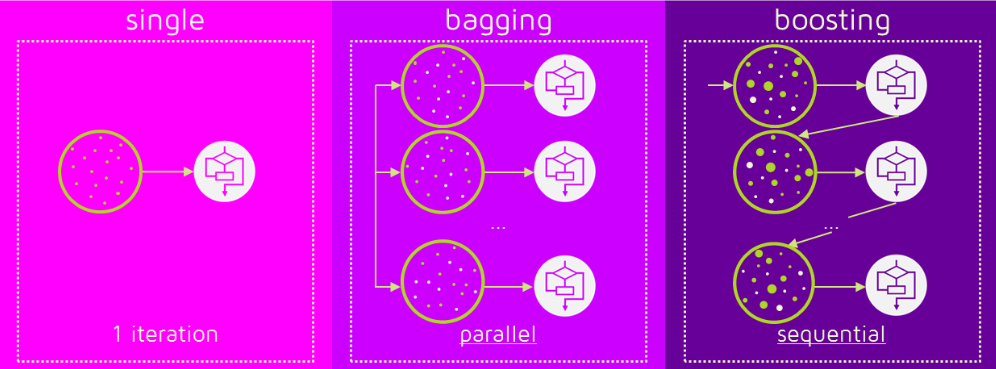 single
bagging
boosting
...
...
1 iteration
parallel
sequential